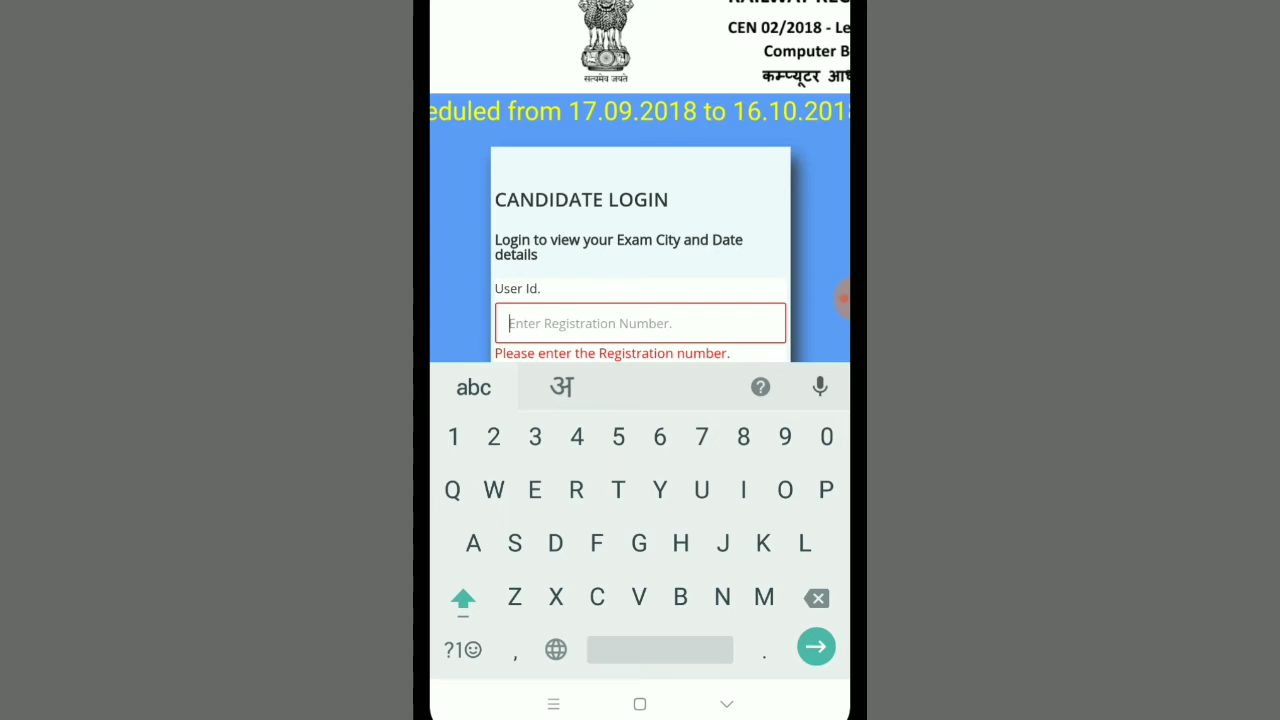 CEN 02/2018 - Le
Computer B
सत्यमेव जयते
कम्प्यूटर आध
eduled from 17.09.2018 to 16.10.2018
CANDIDATE LOGIN
Login to view your Exam City and Date
details
User Id.
Enter Registration Number.
Please enter the Registration number.
abc अ
1 2 3 4 5 6 7 8 9 0
Q W E R T Y U I O P
A S D F G H J K L
Z X C V B N M
?1☺ , .